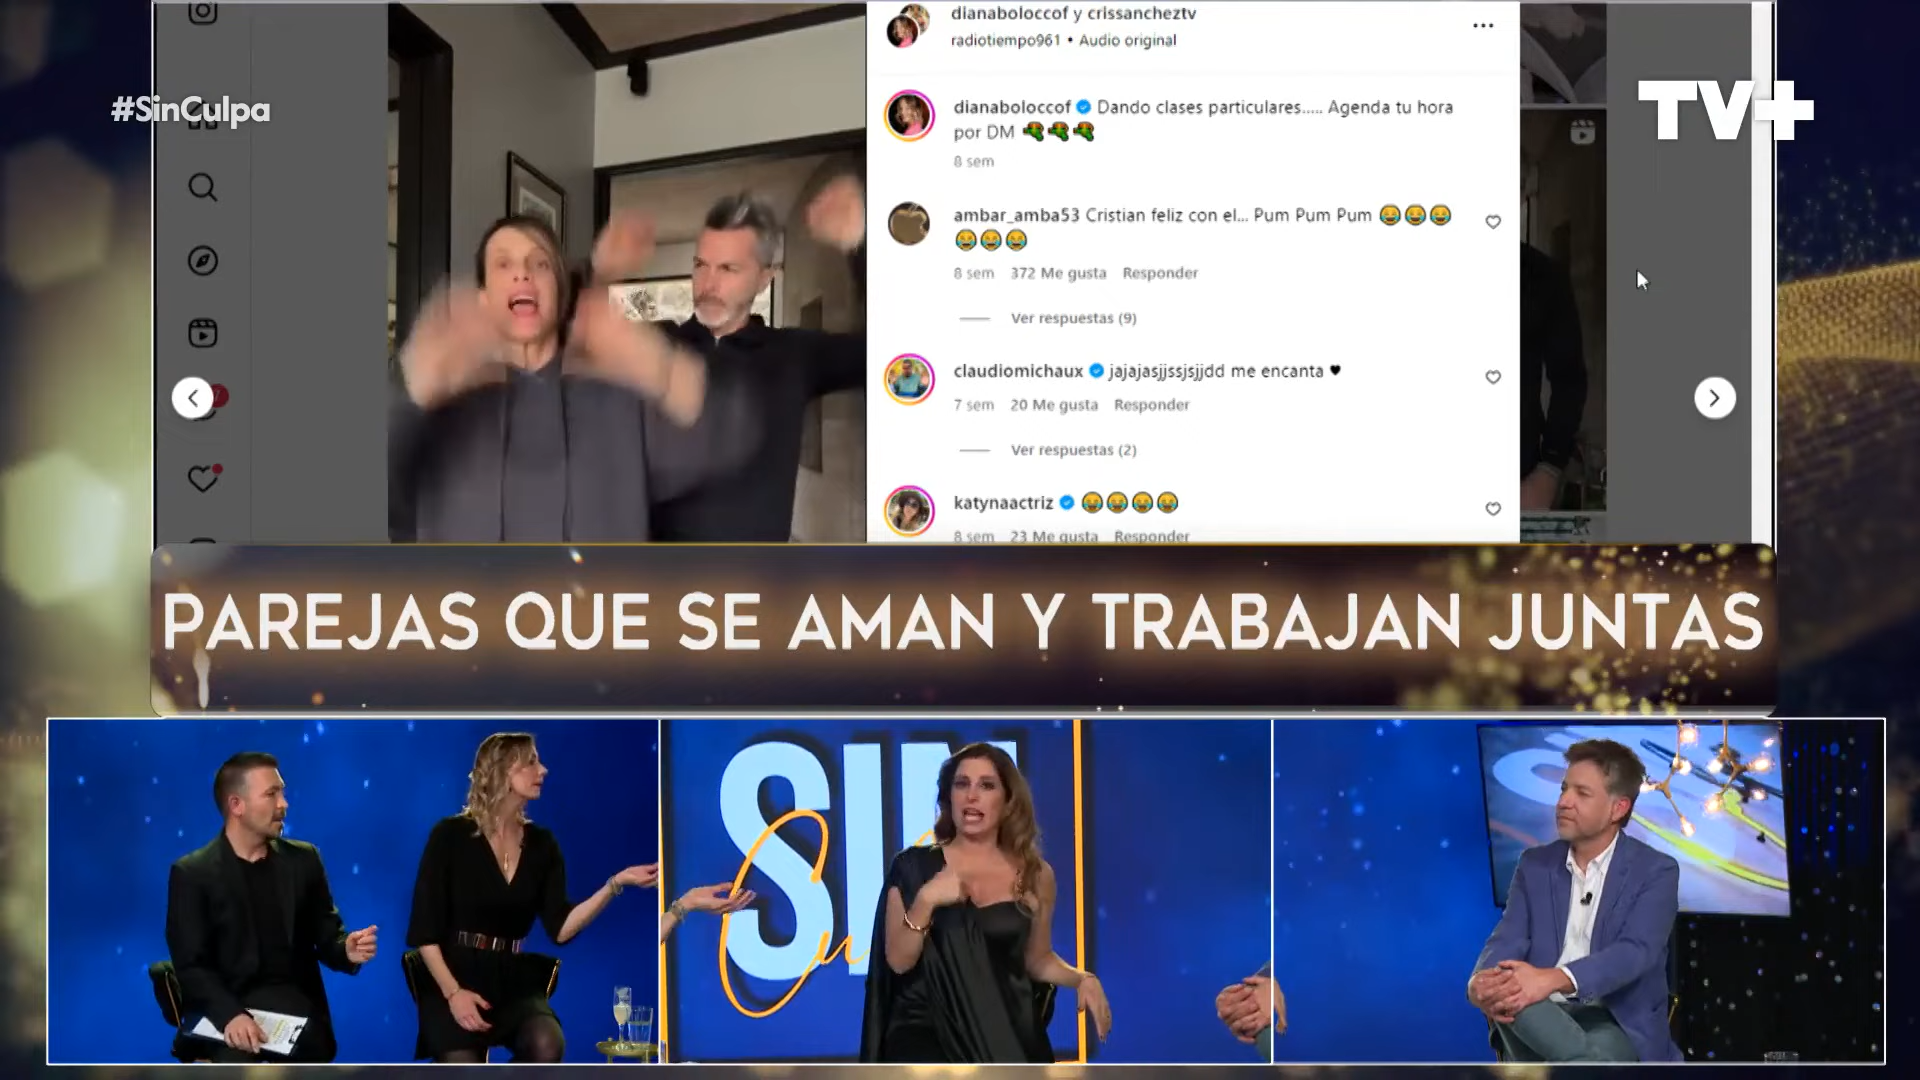 dianaboloccof y crissancheztv
radiotiempo961 • Audio original
#SinCulpa
TV+
dianaboloccof Dando clases particulares..... Agenda tu hora
por DM
8 sem
ambar_amba53 Cristian feliz con el... Pum Pum Pum 😂😂😂
😂😂😂
8 sem 372 Me gusta Responder
Ver respuestas (9)
claudiomichaux jajajasjjssjsjjdd me encanta ♥
7 sem 20 Me gusta Responder
Ver respuestas (2)
katynaactriz 😂😂😂😂
8 sem 23 Me gusta Responder
PAREJAS QUE SE AMAN Y TRABAJAN JUNTAS
SIN
Cu